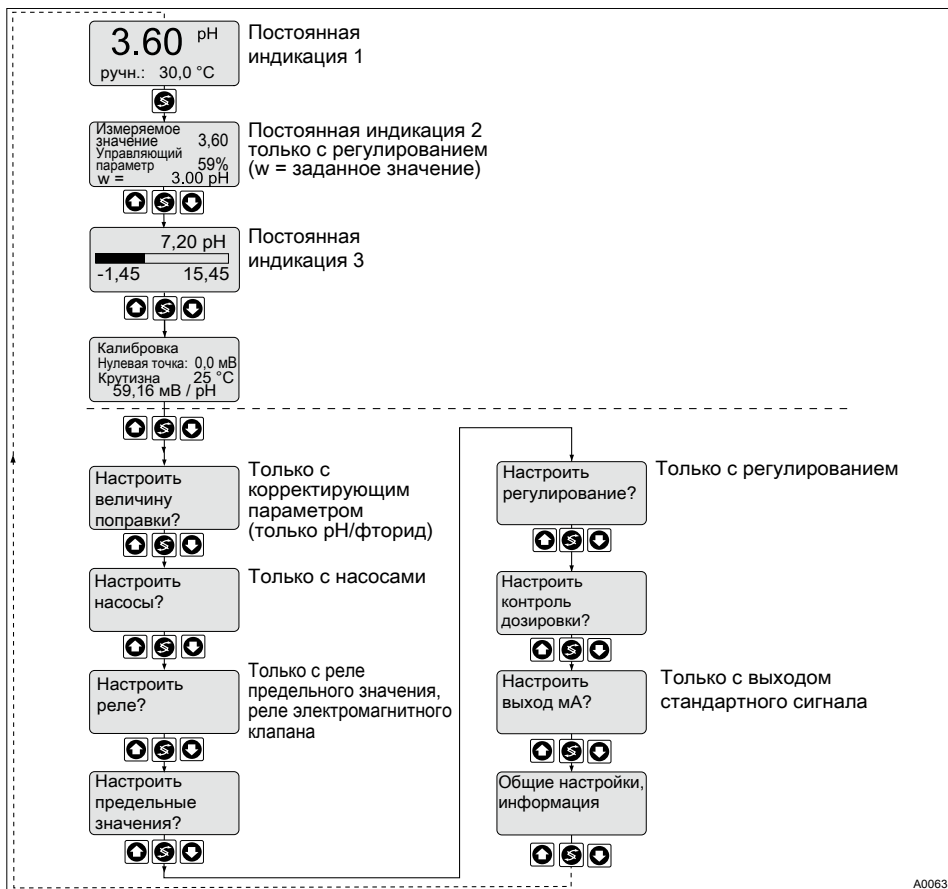 3.60 pH
ручн.: 30,0 °C
Постоянная
индикация 1
Измеряемое
значение 3,60
Управляющий
параметр 59%
w = 3.00 pH
Постоянная индикация 2
только с регулированием
(w = заданное значение)
7,20 pH
-1,45 15,45
Постоянная
индикация 3
Калибровка
Нулевая точка: 0,0 мВ
Крутизна 25 °C
59,16 мВ / pH
Настроить
величину
поправки?
Только с
корректирующим
параметром
(только pH/фторид)
Настроить
насосы?
Только с насосами
Настроить
реле?
Только с реле
предельного значения,
реле электромагнитного
клапана
Настроить
предельные
значения?
Настроить
регулирование?
Только с регулированием
Настроить
контроль
дозировки?
Настроить
выход мА?
Только с выходом
стандартного сигнала
Общие настройки,
информация
A0063